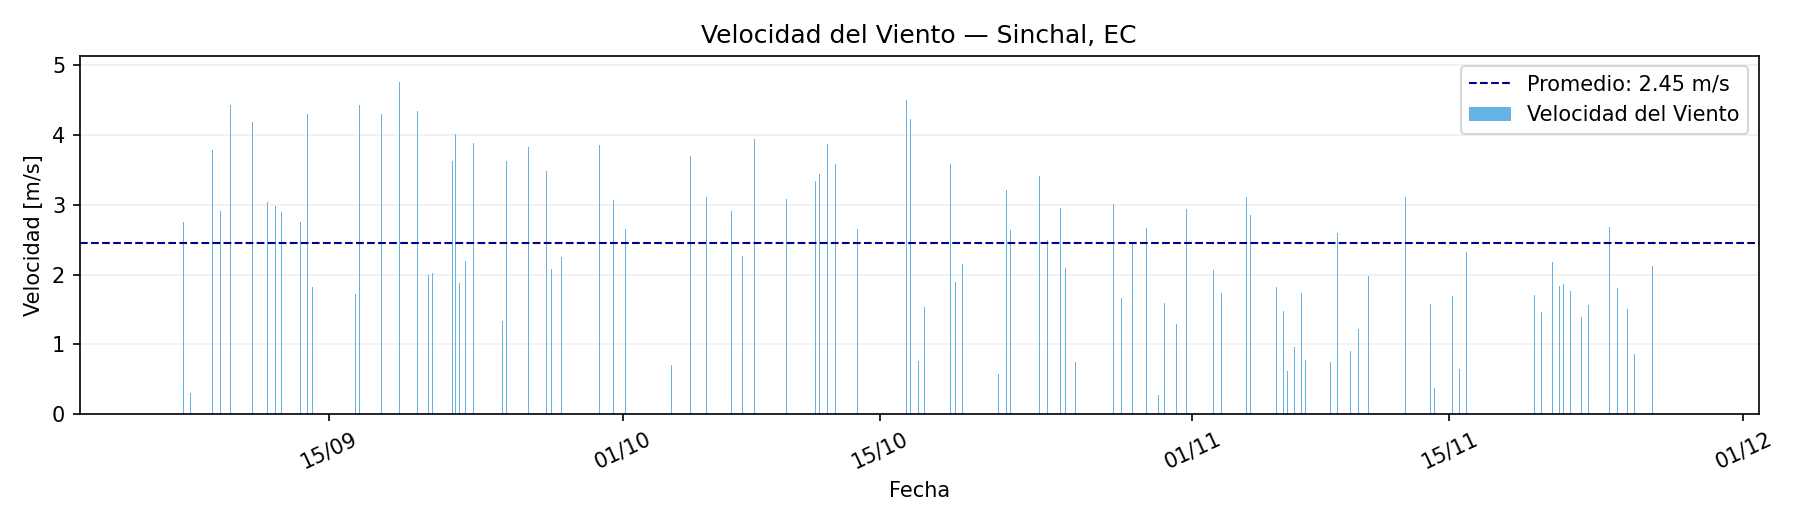 Velocidad del Viento — Sinchal, EC
Promedio: 2.45 m/s
Velocidad del Viento
Velocidad [m/s]
5
4
3
2
1
0
15/09
01/10
15/10
01/11
15/11
01/12
Fecha